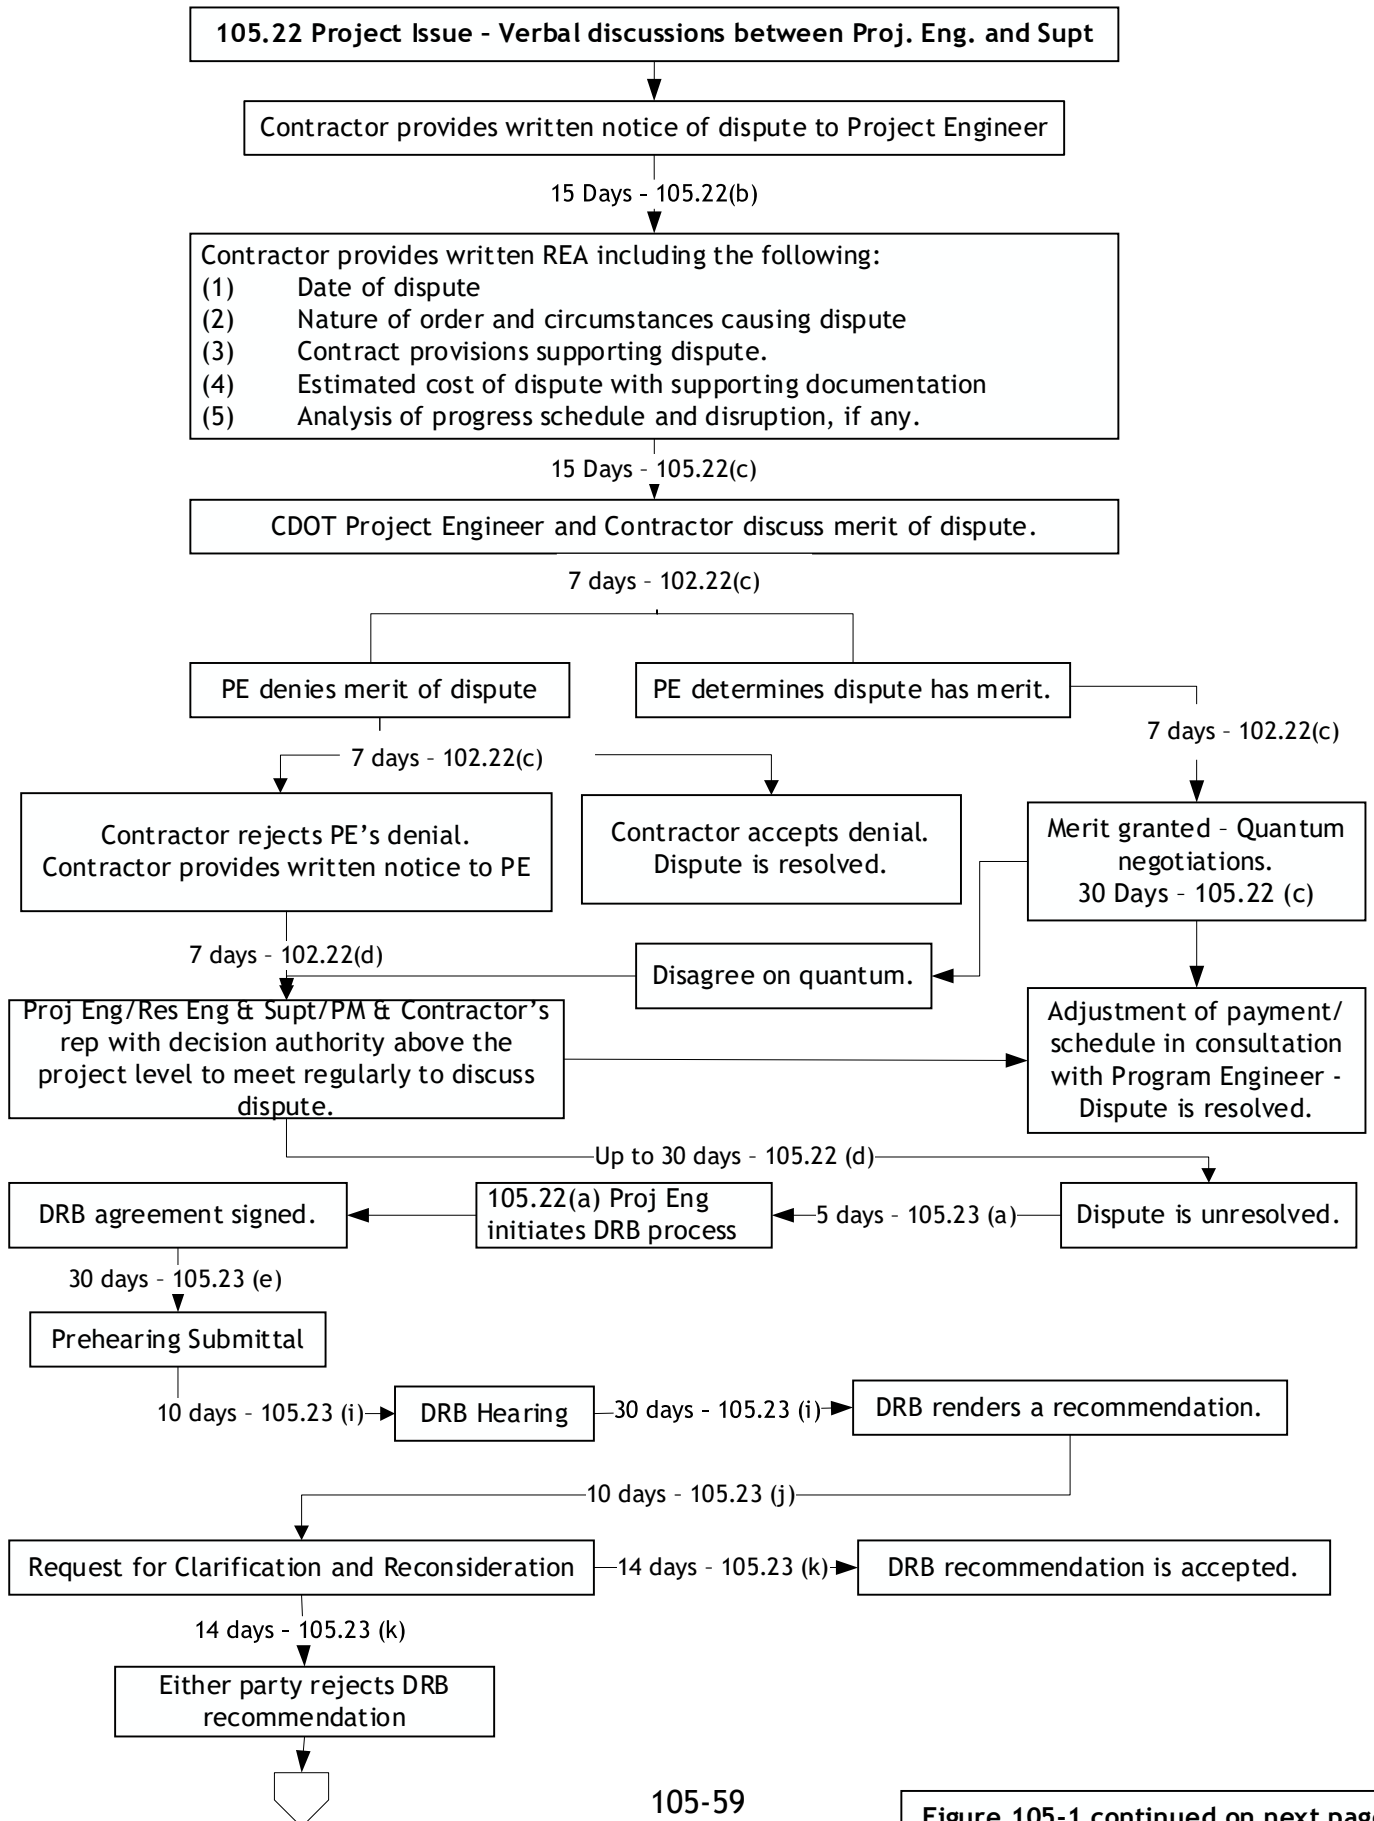 105.22 Project Issue – Verbal discussions between Proj. Eng. and Supt
Contractor provides written notice of dispute to Project Engineer
15 Days – 105.22(b)
Contractor provides written REA including the following:
(1) Date of dispute
(2) Nature of order and circumstances causing dispute
(3) Contract provisions supporting dispute.
(4) Estimated cost of dispute with supporting documentation
(5) Analysis of progress schedule and disruption, if any.
15 Days – 105.22(c)
CDOT Project Engineer and Contractor discuss merit of dispute.
7 days – 102.22(c)
PE denies merit of dispute
PE determines dispute has merit.
7 days – 102.22(c)
7 days – 102.22(c)
Contractor rejects PE’s denial.
Contractor provides written notice to PE
Contractor accepts denial.
Dispute is resolved.
Merit granted – Quantum
negotiations.
30 Days – 105.22 (c)
7 days – 102.22(d)
Disagree on quantum.
Proj Eng/Res Eng & Supt/PM & Contractor’s
rep with decision authority above the
project level to meet regularly to discuss
dispute.
Adjustment of payment/
schedule in consultation
with Program Engineer -
Dispute is resolved.
Up to 30 days – 105.22 (d)
DRB agreement signed.
105.22(a) Proj Eng
initiates DRB process
5 days – 105.23 (a)
Dispute is unresolved.
30 days – 105.23 (e)
Prehearing Submittal
10 days – 105.23 (i)
DRB Hearing
30 days – 105.23 (i)
DRB renders a recommendation.
10 days – 105.23 (j)
Request for Clarification and Reconsideration
14 days – 105.23 (k)
DRB recommendation is accepted.
14 days – 105.23 (k)
Either party rejects DRB
recommendation
105-59
Figure 105-1 continued on next page